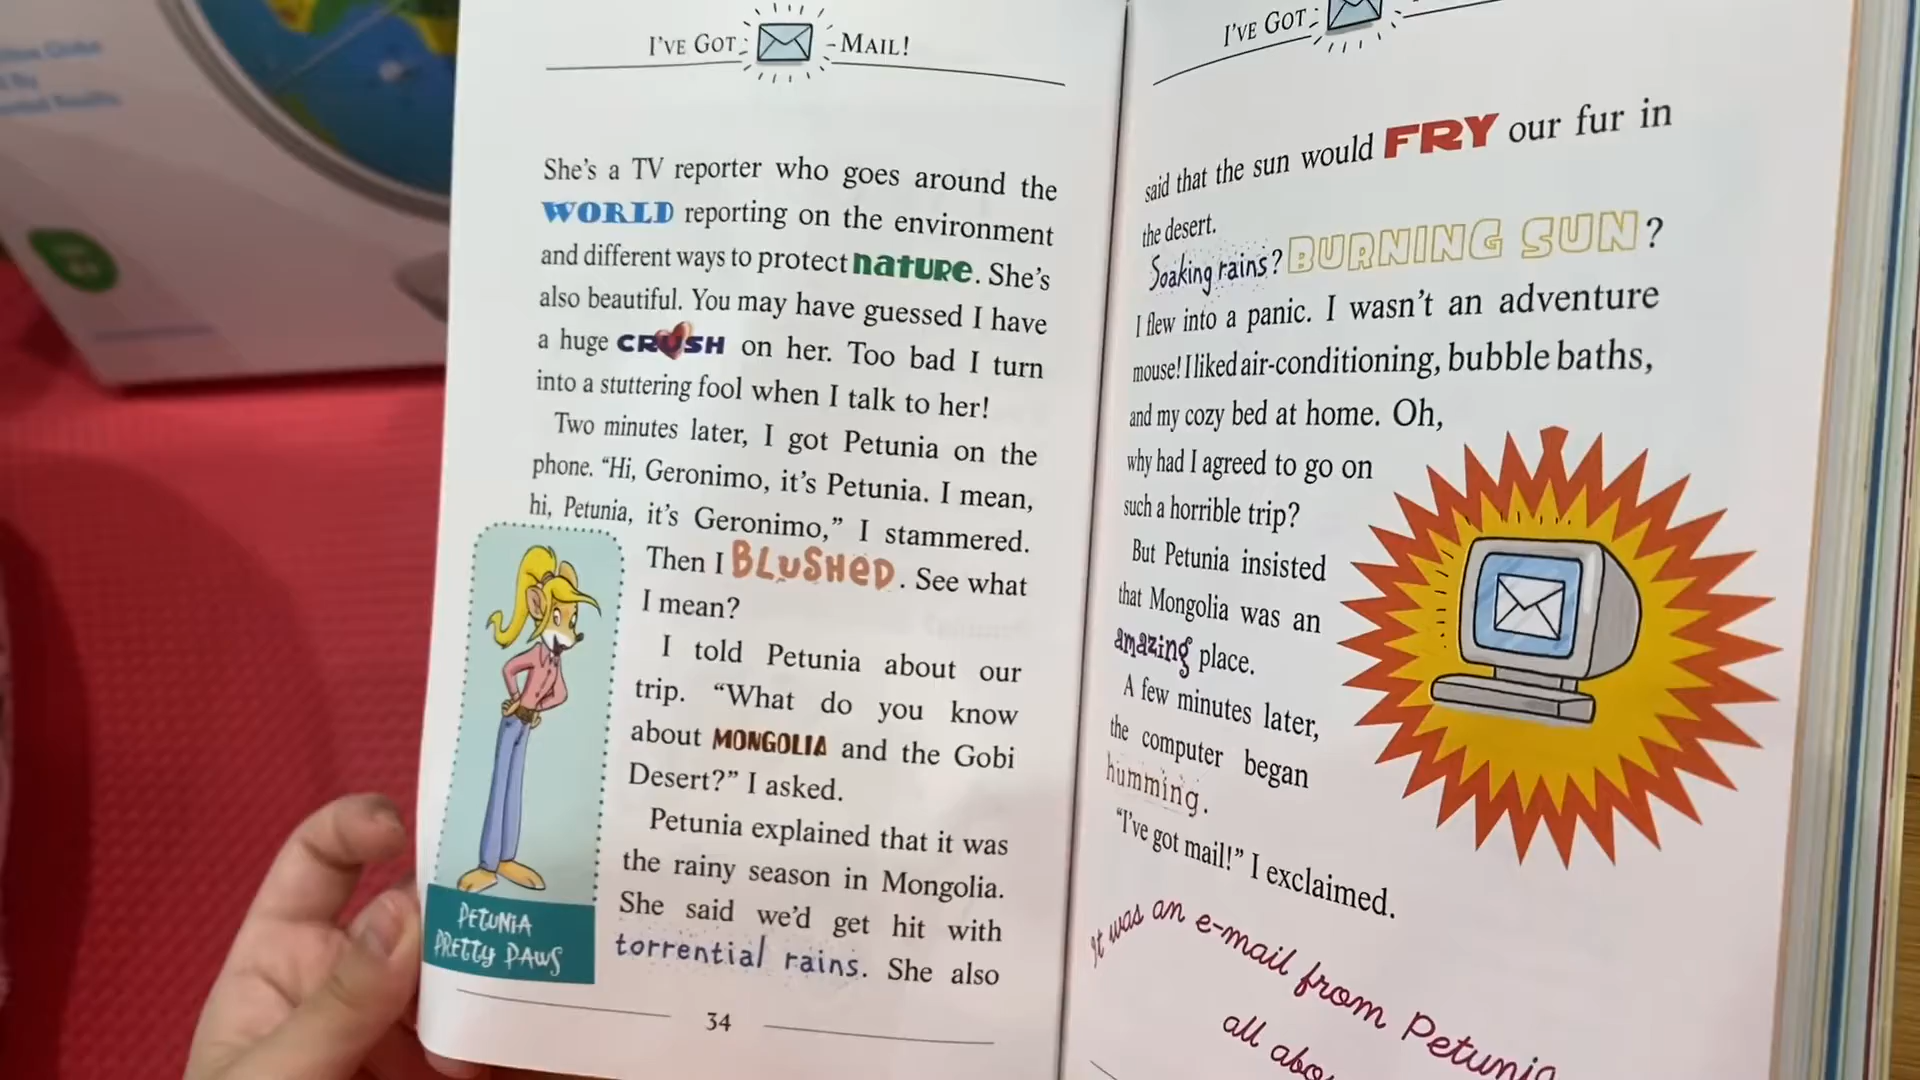 I'VE GOT MAIL!
She's a TV reporter who goes around the
WORLD reporting on the environment
and different ways to protect nature. She's
also beautiful. You may have guessed I have
a huge CRUSH on her. Too bad I turn
into a stuttering fool when I talk to her!
Two minutes later, I got Petunia on the
phone. “Hi, Geronimo, it's Petunia. I mean,
hi, Petunia, it's Geronimo,” I stammered.
Then I BLUSHED. See what
I mean?
I told Petunia about our
trip. “What do you know
about MONGOLIA and the Gobi
Desert?” I asked.
Petunia explained that it was
the rainy season in Mongolia.
She said we'd get hit with
torrential rains. She also
PETUNIA
PRETTY PAWS
34
I'VE GOT
said that the sun would FRY our fur in
the desert.
Soaking rains? BURNING SUN?
I flew into a panic. I wasn't an adventure
mouse! I liked air-conditioning, bubble baths,
and my cozy bed at home. Oh,
why had I agreed to go on
such a horrible trip?
But Petunia insisted
that Mongolia was an
amazing place.
A few minutes later,
the computer began
humming.
“I've got mail!” I exclaimed.
It was an e-mail from Petunia
all